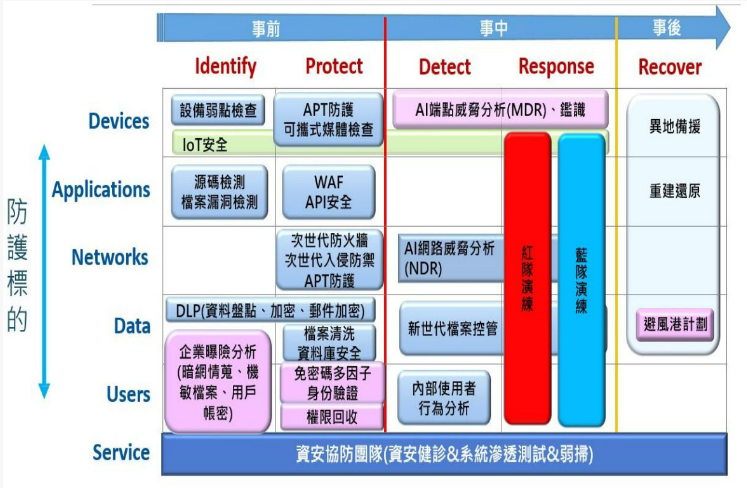 事前
事中
事後
Identify
Protect
Detect
Response
Recover
防護標的
Devices
設備弱點檢查
APT防護
可攜式媒體檢查
AI端點威脅分析(MDR)、鑑識
IoT安全
異地備援
Applications
源碼檢測
檔案漏洞檢測
WAF
API安全
重建還原
Networks
次世代防火牆
次世代入侵防禦
APT防護
AI網路威脅分析
(NDR)
紅隊演練
藍隊演練
Data
DLP(資料盤點、加密、郵件加密)
檔案清洗
資料庫安全
新世代檔案控管
避風港計劃
Users
企業曝險分析
(暗網情蒐、機
敏檔案、用戶
帳密)
免密碼多因子
身份驗證
權限回收
內部使用者
行為分析
Service
資安協防團隊(資安健診&系統滲透測試&弱掃)